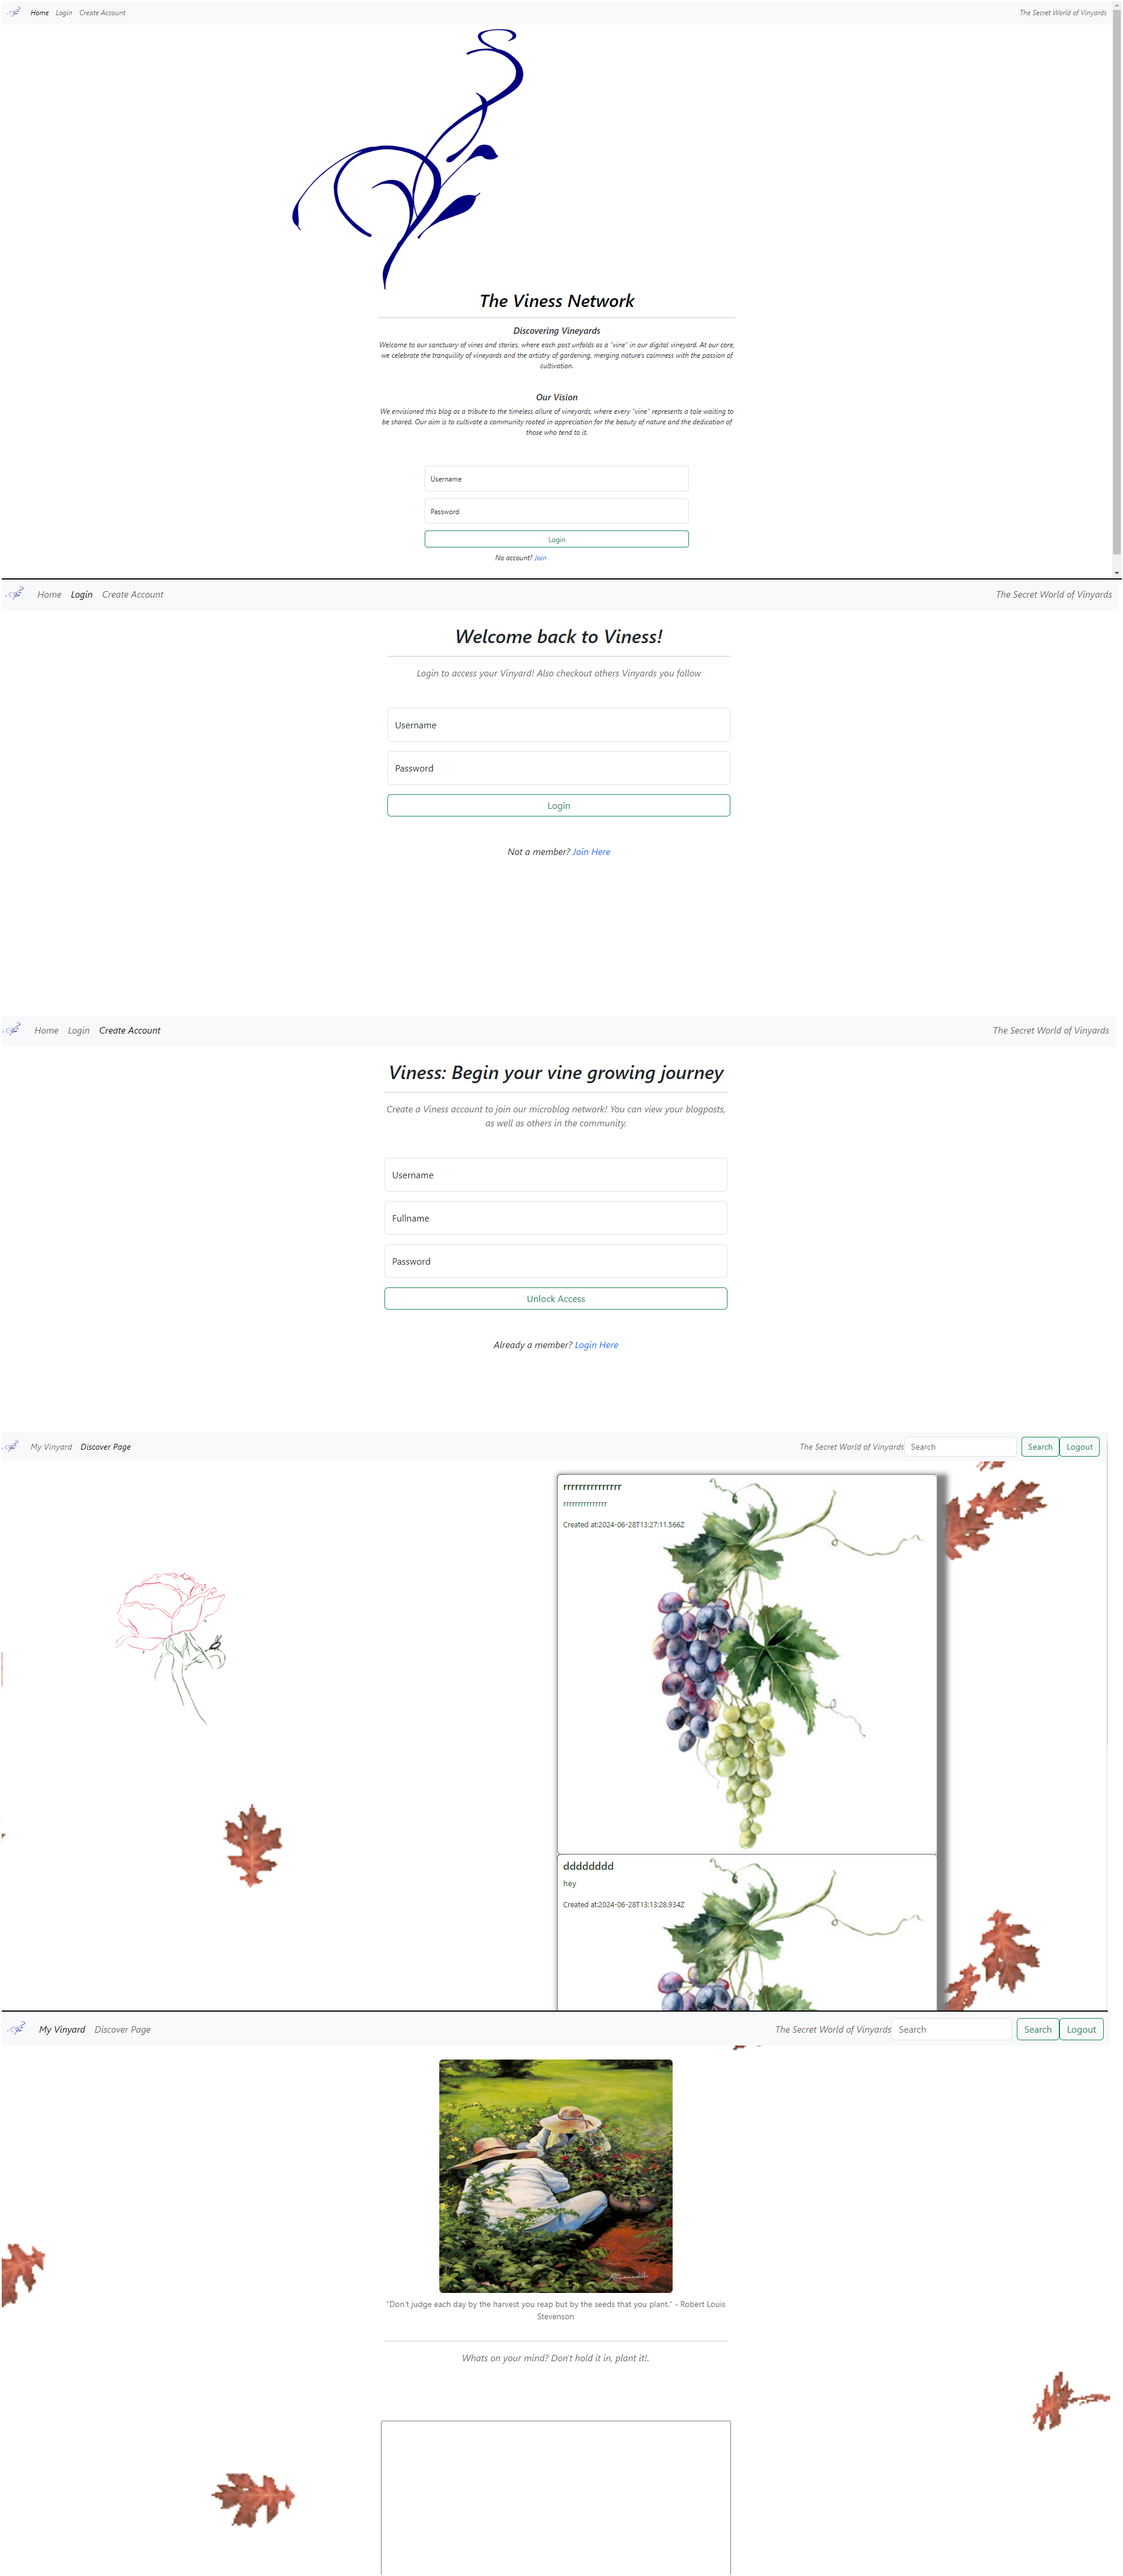 Home Login Create Account The Secret World of Vinyards
The Viness Network
Discovering Vineyards
Welcome to our sanctuary of vines and stories, where each post unfolds as a "vine" in our digital vineyard. At our core,
we celebrate the tranquility of vineyards and the artistry of gardening, merging nature's calmness with the passion of
cultivation.
Our Vision
We envisioned this blog as a tribute to the timeless allure of vineyards, where every "vine" represents a tale waiting to
be shared. Our aim is to cultivate a community rooted in appreciation for the beauty of nature and the dedication of
those who tend to it.
Username
Password
Login
No account? Join
Home Login Create Account The Secret World of Vinyards
Welcome back to Viness!
Login to access your Vinyard! Also checkout others Vinyards you follow
Username
Password
Login
Not a member? Join Here
Home Login Create Account The Secret World of Vinyards
Viness: Begin your vine growing journey
Create a Viness account to join our microblog network! You can view your blogposts,
as well as others in the community.
Username
Fullname
Password
Unlock Access
Already a member? Login Here
My Vinyard Discover Page The Secret World of Vinyards Search Search Logout
rrrrrrrrrrrrrrr
rrrrrrrrrrrrrrr
Created at:2024-06-28T13:27:11.566Z
dddddddd
hey
Created at:2024-06-28T13:13:28.934Z
My Vinyard Discover Page The Secret World of Vinyards Search Search Logout
"Don't judge each day by the harvest you reap but by the seeds that you plant." - Robert Louis
Stevenson
Whats on your mind? Don't hold it in, plant it!.